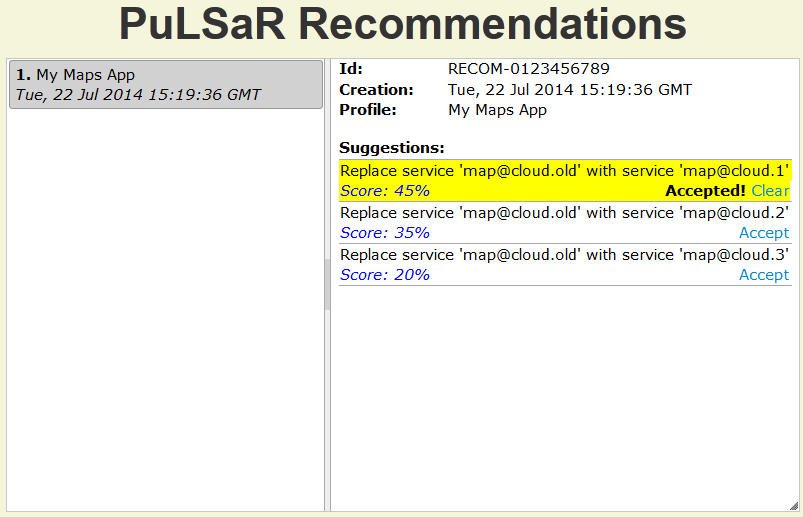 PuLSaR Recommendations
1. My Maps App
Tue, 22 Jul 2014 15:19:36 GMT
Id: RECOM-0123456789
Creation: Tue, 22 Jul 2014 15:19:36 GMT
Profile: My Maps App
Suggestions:
Replace service 'map@cloud.old' with service 'map@cloud.1'
Score: 45% Accepted! Clear
Replace service 'map@cloud.old' with service 'map@cloud.2'
Score: 35% Accept
Replace service 'map@cloud.old' with service 'map@cloud.3'
Score: 20% Accept